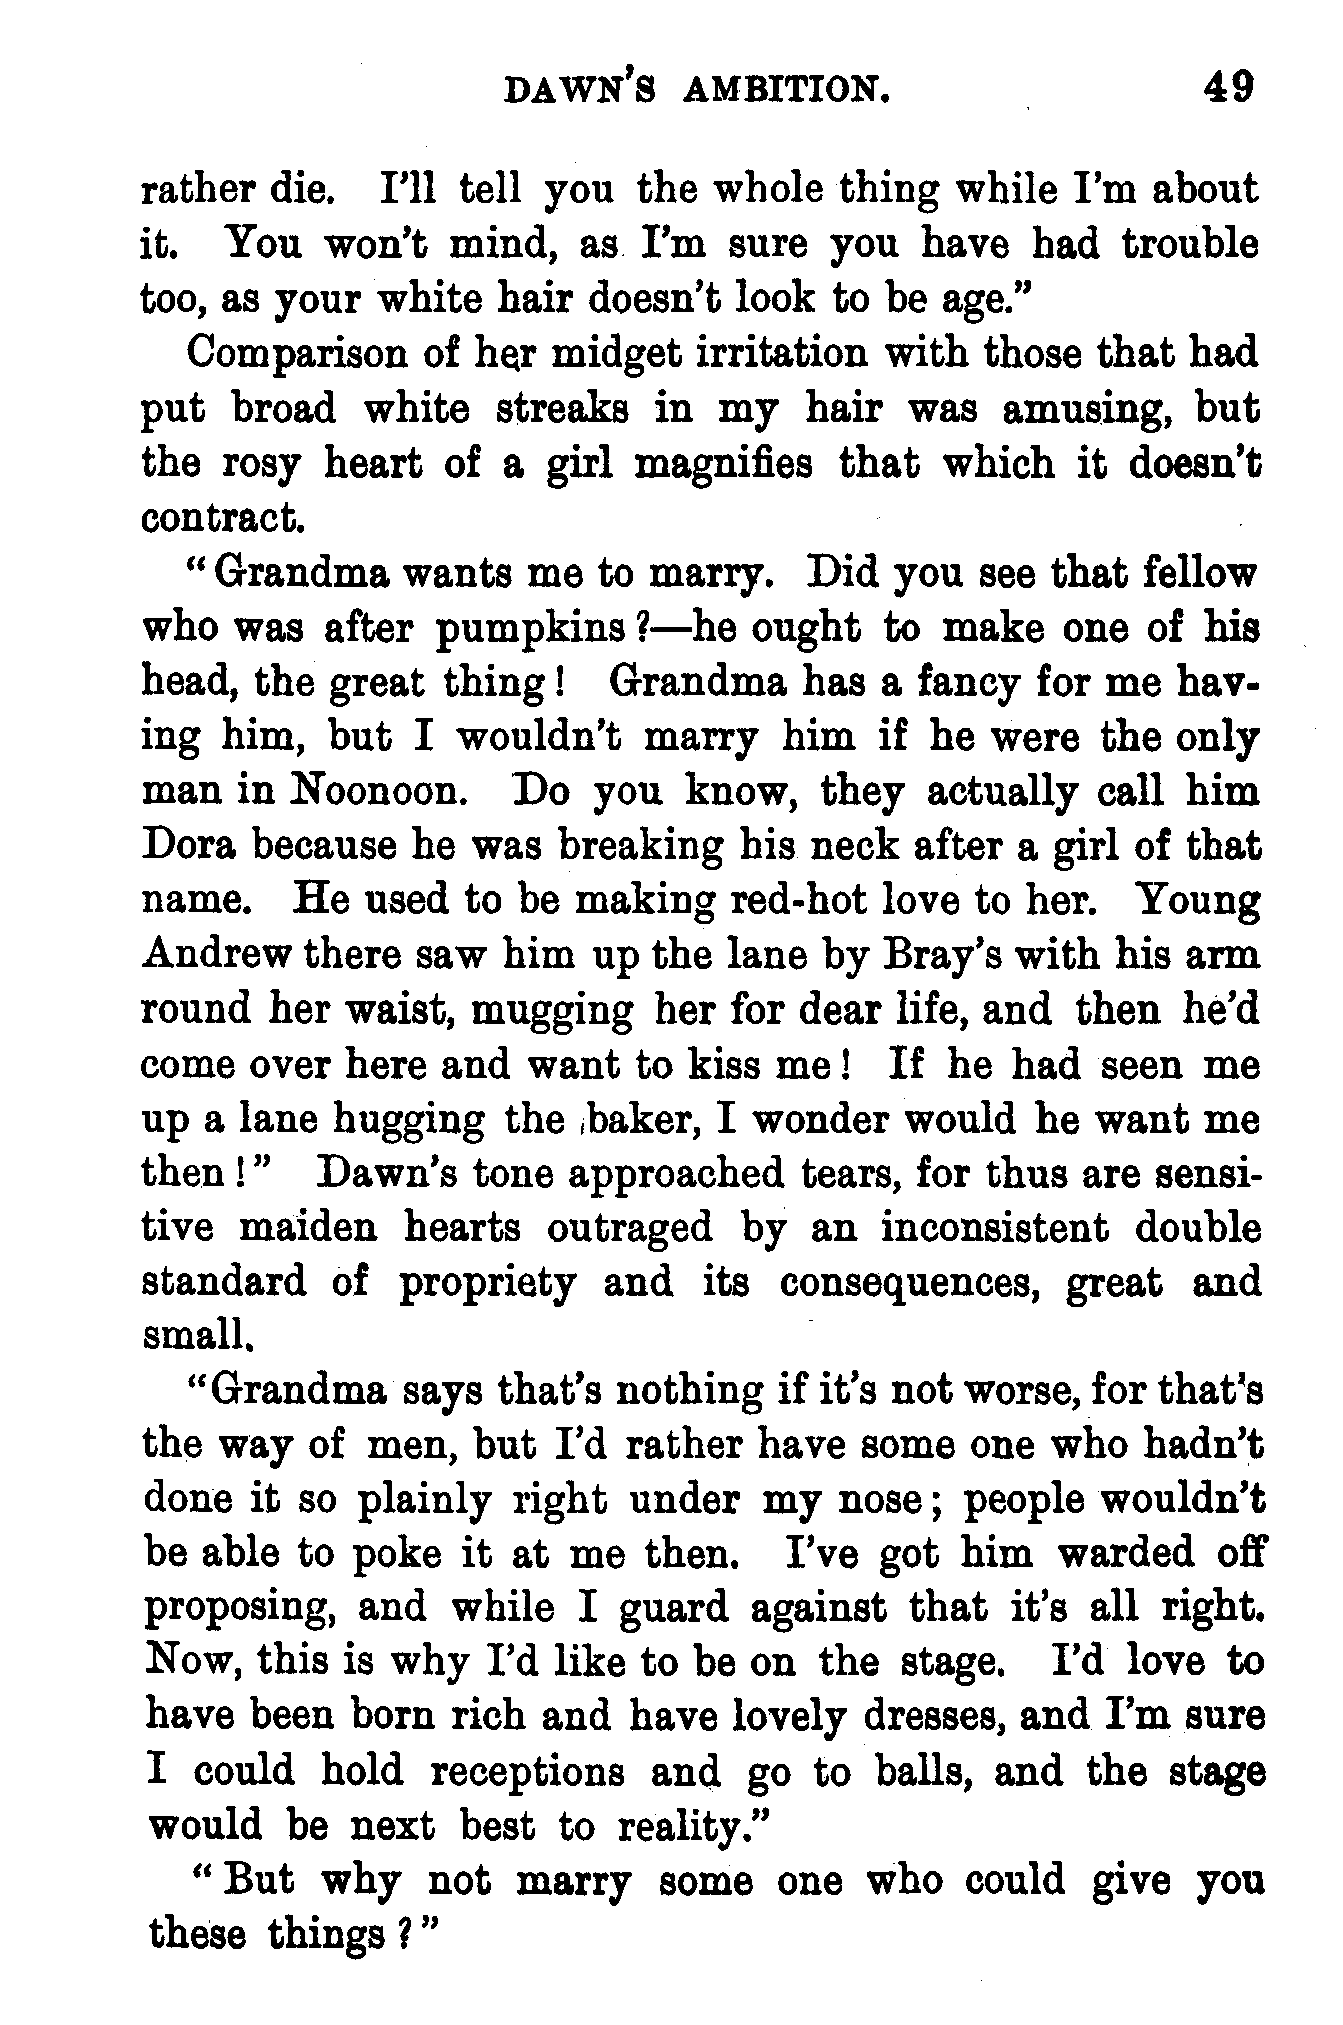 DAWN'S AMBITION. 49
rather die. I'll tell you the whole thing while I'm about
it. You won't mind, as I'm sure you have had trouble
too, as your white hair doesn't look to be age."
Comparison of her midget irritation with those that had
put broad white streaks in my hair was amusing, but
the rosy heart of a girl magnifies that which it doesn't
contract.
"Grandma wants me to marry. Did you see that fellow
who was after pumpkins?—he ought to make one of his
head, the great thing! Grandma has a fancy for me hav-
ing him, but I wouldn't marry him if he were the only
man in Noonoon. Do you know, they actually call him
Dora because he was breaking his neck after a girl of that
name. He used to be making red-hot love to her. Young
Andrew there saw him up the lane by Bray's with his arm
round her waist, mugging her for dear life, and then he'd
come over here and want to kiss me! If he had seen me
up a lane hugging the baker, I wonder would he want me
then!" Dawn's tone approached tears, for thus are sensi-
tive maiden hearts outraged by an inconsistent double
standard of propriety and its consequences, great and
small.
"Grandma says that's nothing if it's not worse, for that's
the way of men, but I'd rather have some one who hadn't
done it so plainly right under my nose; people wouldn't
be able to poke it at me then. I've got him warded off
proposing, and while I guard against that it's all right.
Now, this is why I'd like to be on the stage. I'd love to
have been born rich and have lovely dresses, and I'm sure
I could hold receptions and go to balls, and the stage
would be next best to reality."
"But why not marry some one who could give you
these things?"